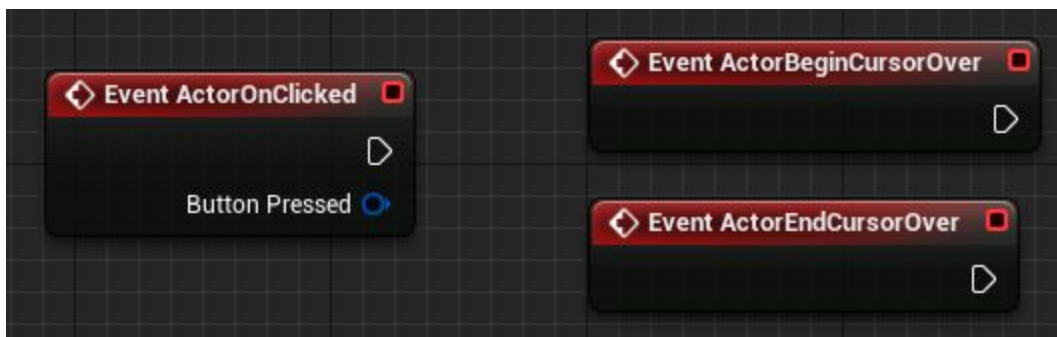 Event ActorOnClicked
Button Pressed
Event ActorBeginCursorOver
Event ActorEndCursorOver